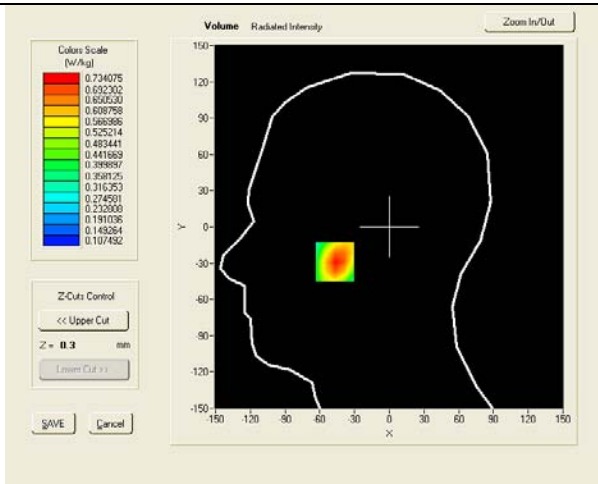 Volume Radiated Intensity
Zoom In/Out
Colors Scale
(W/kg)
0.734075
0.692302
0.650530
0.608758
0.566986
0.525214
0.483441
0.441669
0.399897
0.358125
0.316353
0.274581
0.232808
0.191036
0.149264
0.107492
Z-Cuts Control
<< Upper Cut
Z = 0.3 mm
Lower Cut >>
SAVE Cancel
150-
120-
90-
60-
30-
Y 0-
-30-
-60-
-90-
-120-
-150-
-150 -120 -90 -60 -30 0 30 60 90 120 150
X